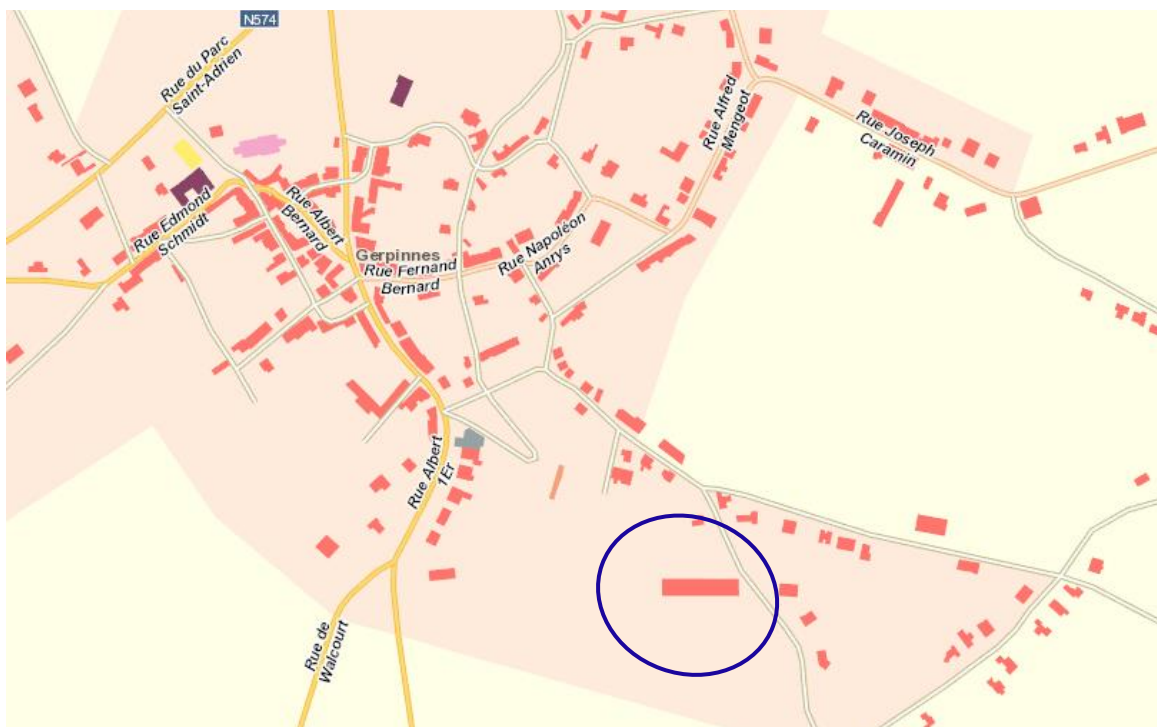 N574
Rue du Parc
Saint-Adrien
Rue Alfred
Mengeot
Rue Joseph
Caramin
Rue Edmond
Schmidt
Rue Albert
Bernard
Gerpinnes
Rue Fernand
Bernard
Rue Napoléon
Anrys
Rue Albert
1Er
Rue de
Walcourt